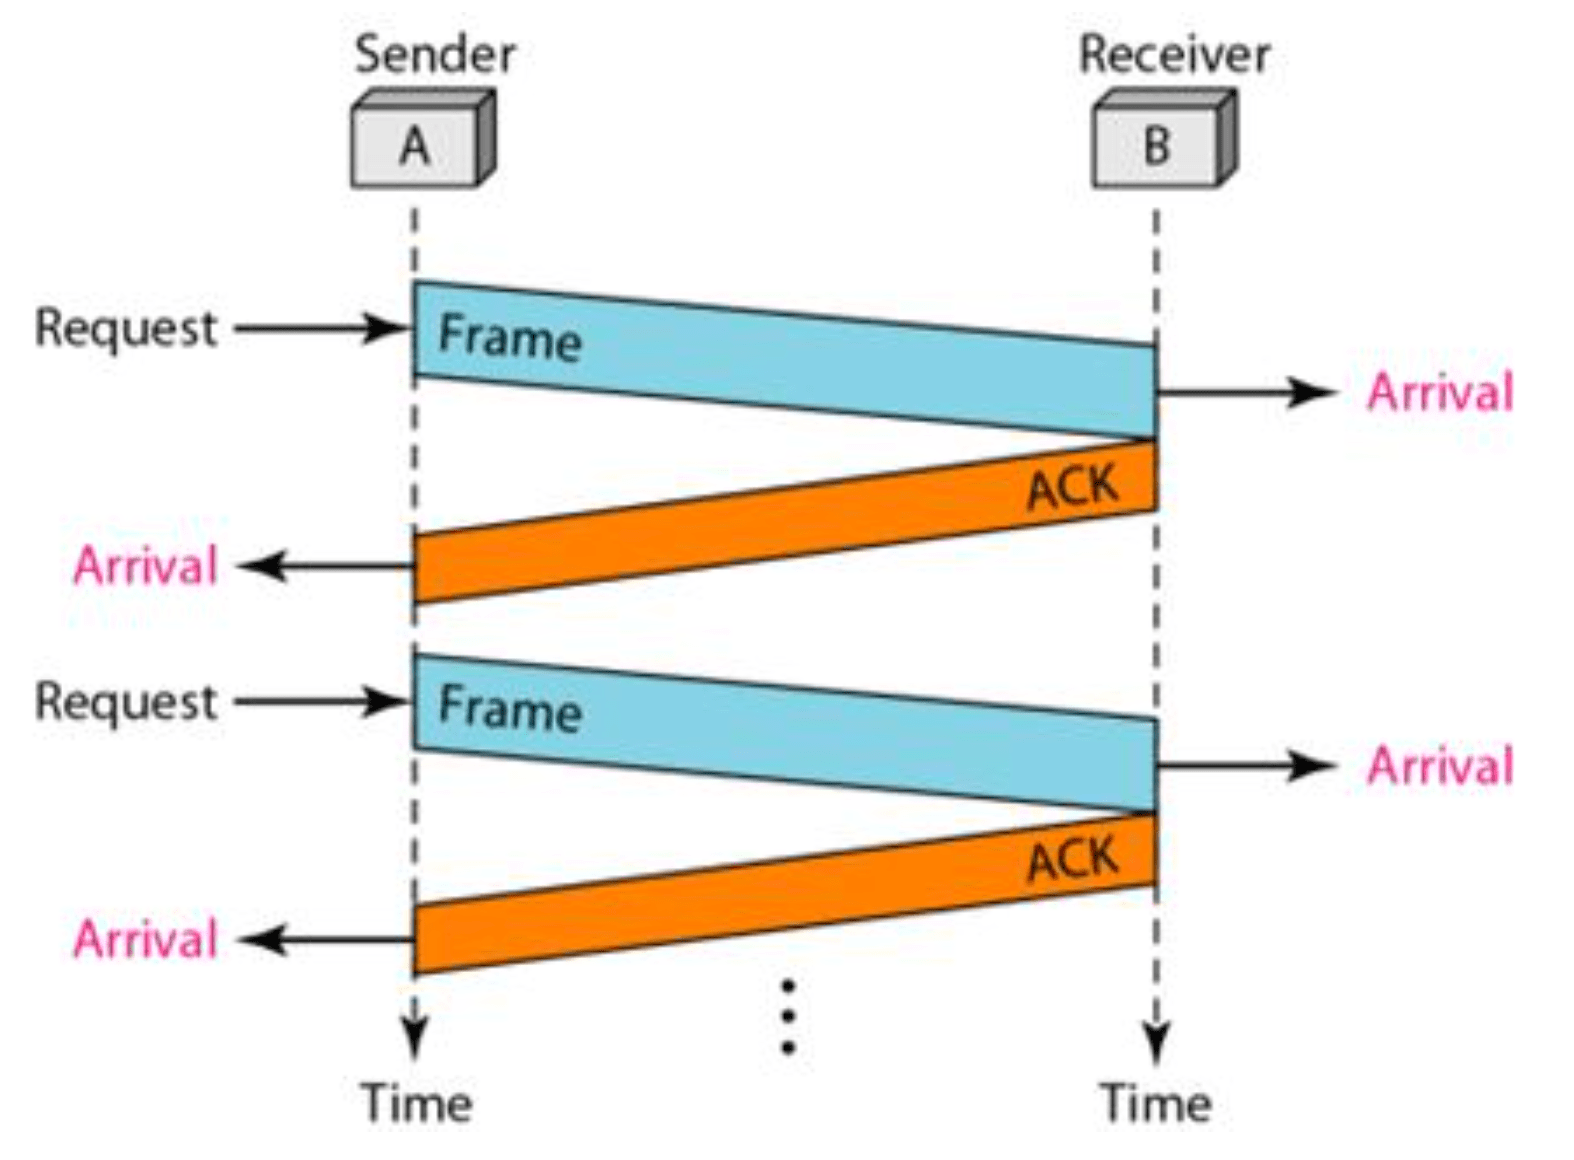 Sender
Receiver
A
B
Request
Frame
Arrival
ACK
Arrival
Request
Frame
Arrival
ACK
Arrival
Time
Time